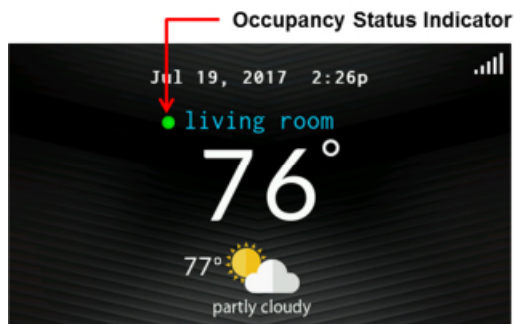 Occupancy Status Indicator
Jul 19, 2017 2:26p
living room
76°
77°
partly cloudy